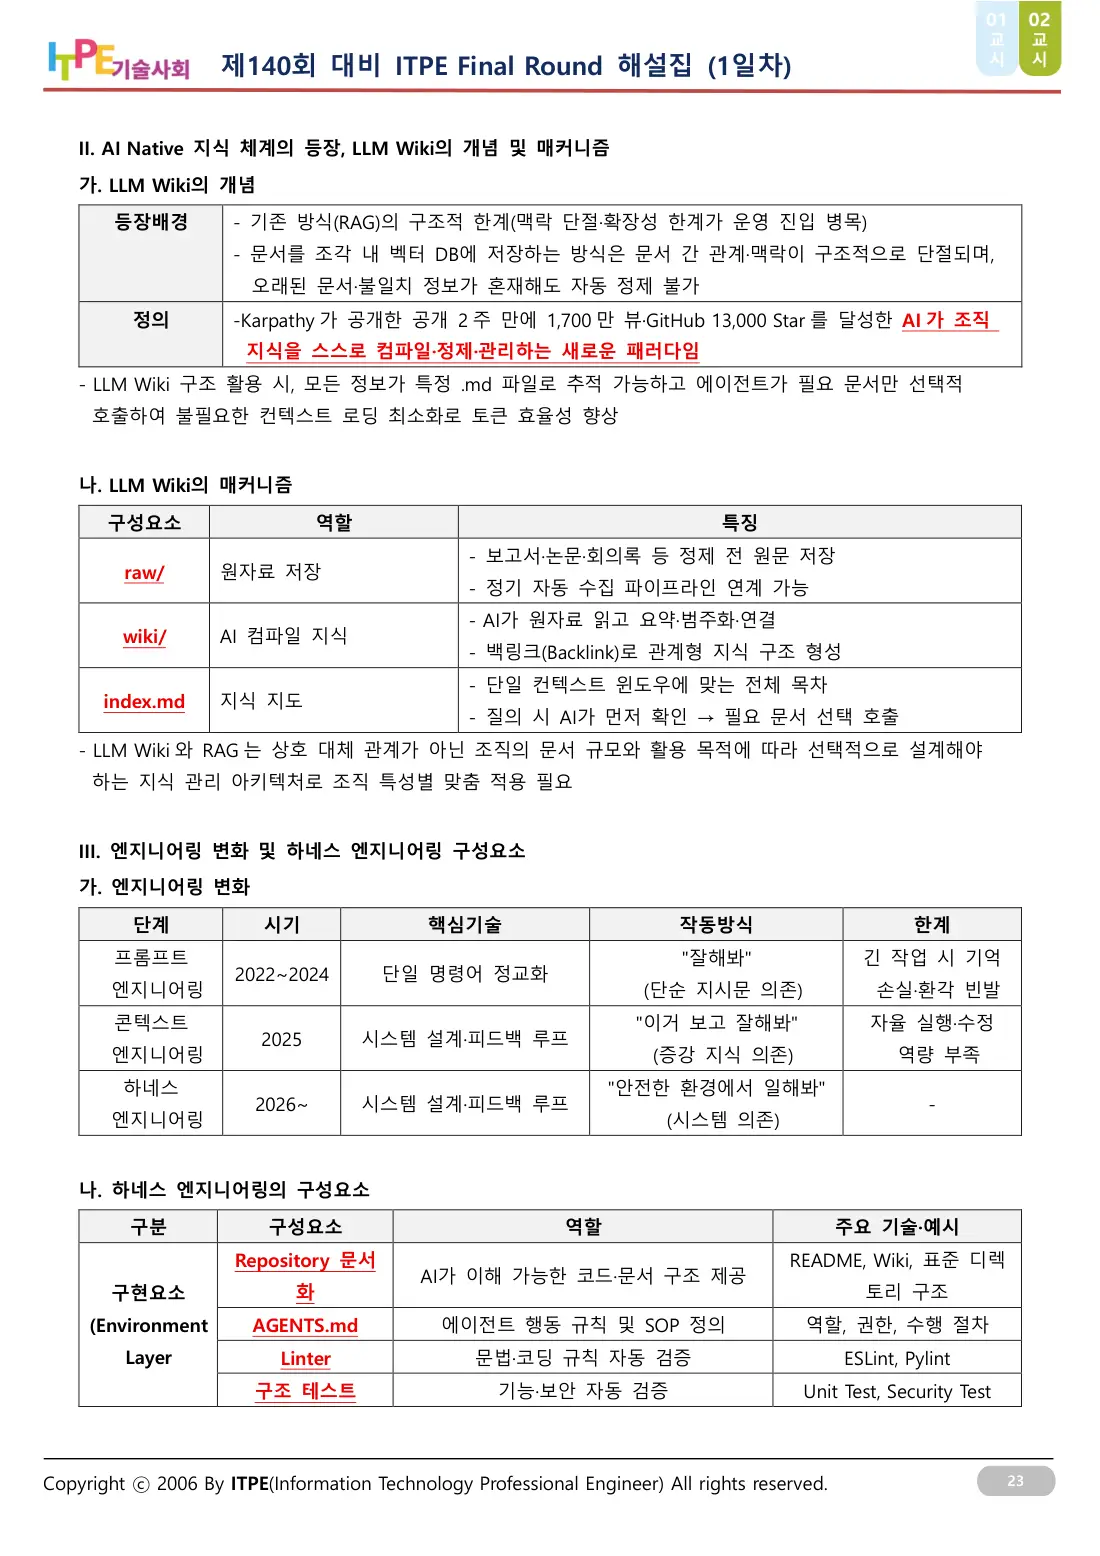 01
교
시
02
교
시
ITPE기술사회 제140회 대비 ITPE Final Round 해설집 (1일차)
II. AI Native 지식 체계의 등장, LLM Wiki의 개념 및 매커니즘
가. LLM Wiki의 개념
등장배경
- 기존 방식(RAG)의 구조적 한계(맥락 단절·확장성 한계가 운영 진입 병목)
- 문서를 조각 내 벡터 DB에 저장하는 방식은 문서 간 관계·맥락이 구조적으로 단절되며,
오래된 문서·불일치 정보가 혼재해도 자동 정제 불가
정의
-Karpathy가 공개한 공개 2주 만에 1,700만 뷰·GitHub 13,000 Star를 달성한 AI가 조직
지식을 스스로 컴파일·정제·관리하는 새로운 패러다임
- LLM Wiki 구조 활용 시, 모든 정보가 특정 .md 파일로 추적 가능하고 에이전트가 필요 문서만 선택적
호출하여 불필요한 컨텍스트 로딩 최소화로 토큰 효율성 향상
나. LLM Wiki의 매커니즘
구성요소 역할 특징
raw/ 원자료 저장
- 보고서·논문·회의록 등 정제 전 원문 저장
- 정기 자동 수집 파이프라인 연계 가능
wiki/ AI 컴파일 지식
- AI가 원자료 읽고 요약·범주화·연결
- 백링크(Backlink)로 관계형 지식 구조 형성
index.md 지식 지도
- 단일 컨텍스트 윈도우에 맞는 전체 목차
- 질의 시 AI가 먼저 확인 → 필요 문서 선택 호출
- LLM Wiki와 RAG는 상호 대체 관계가 아닌 조직의 문서 규모와 활용 목적에 따라 선택적으로 설계해야
하는 지식 관리 아키텍처로 조직 특성별 맞춤 적용 필요
III. 엔지니어링 변화 및 하네스 엔지니어링 구성요소
가. 엔지니어링 변화
단계 시기 핵심기술 작동방식 한계
프롬프트
엔지니어링
2022~2024
단일 명령어 정교화
"잘해봐"
(단순 지시문 의존)
긴 작업 시 기억
손실·환각 빈발
콘텍스트
엔지니어링
2025
시스템 설계·피드백 루프
"이거 보고 잘해봐"
(증강 지식 의존)
자율 실행·수정
역량 부족
하네스
엔지니어링
2026~
시스템 설계·피드백 루프
"안전한 환경에서 일해봐"
(시스템 의존)
-
나. 하네스 엔지니어링의 구성요소
구분 구성요소 역할 주요 기술·예시
구현요소
(Environment
Layer
Repository 문서
화
AI가 이해 가능한 코드·문서 구조 제공
README, Wiki, 표준 디렉
토리 구조
AGENTS.md 에이전트 행동 규칙 및 SOP 정의 역할, 권한, 수행 절차
Linter 문법·코딩 규칙 자동 검증 ESLint, Pylint
구조 테스트 기능·보안 자동 검증 Unit Test, Security Test
Copyright ⓒ 2006 By ITPE(Information Technology Professional Engineer) All rights reserved.
23